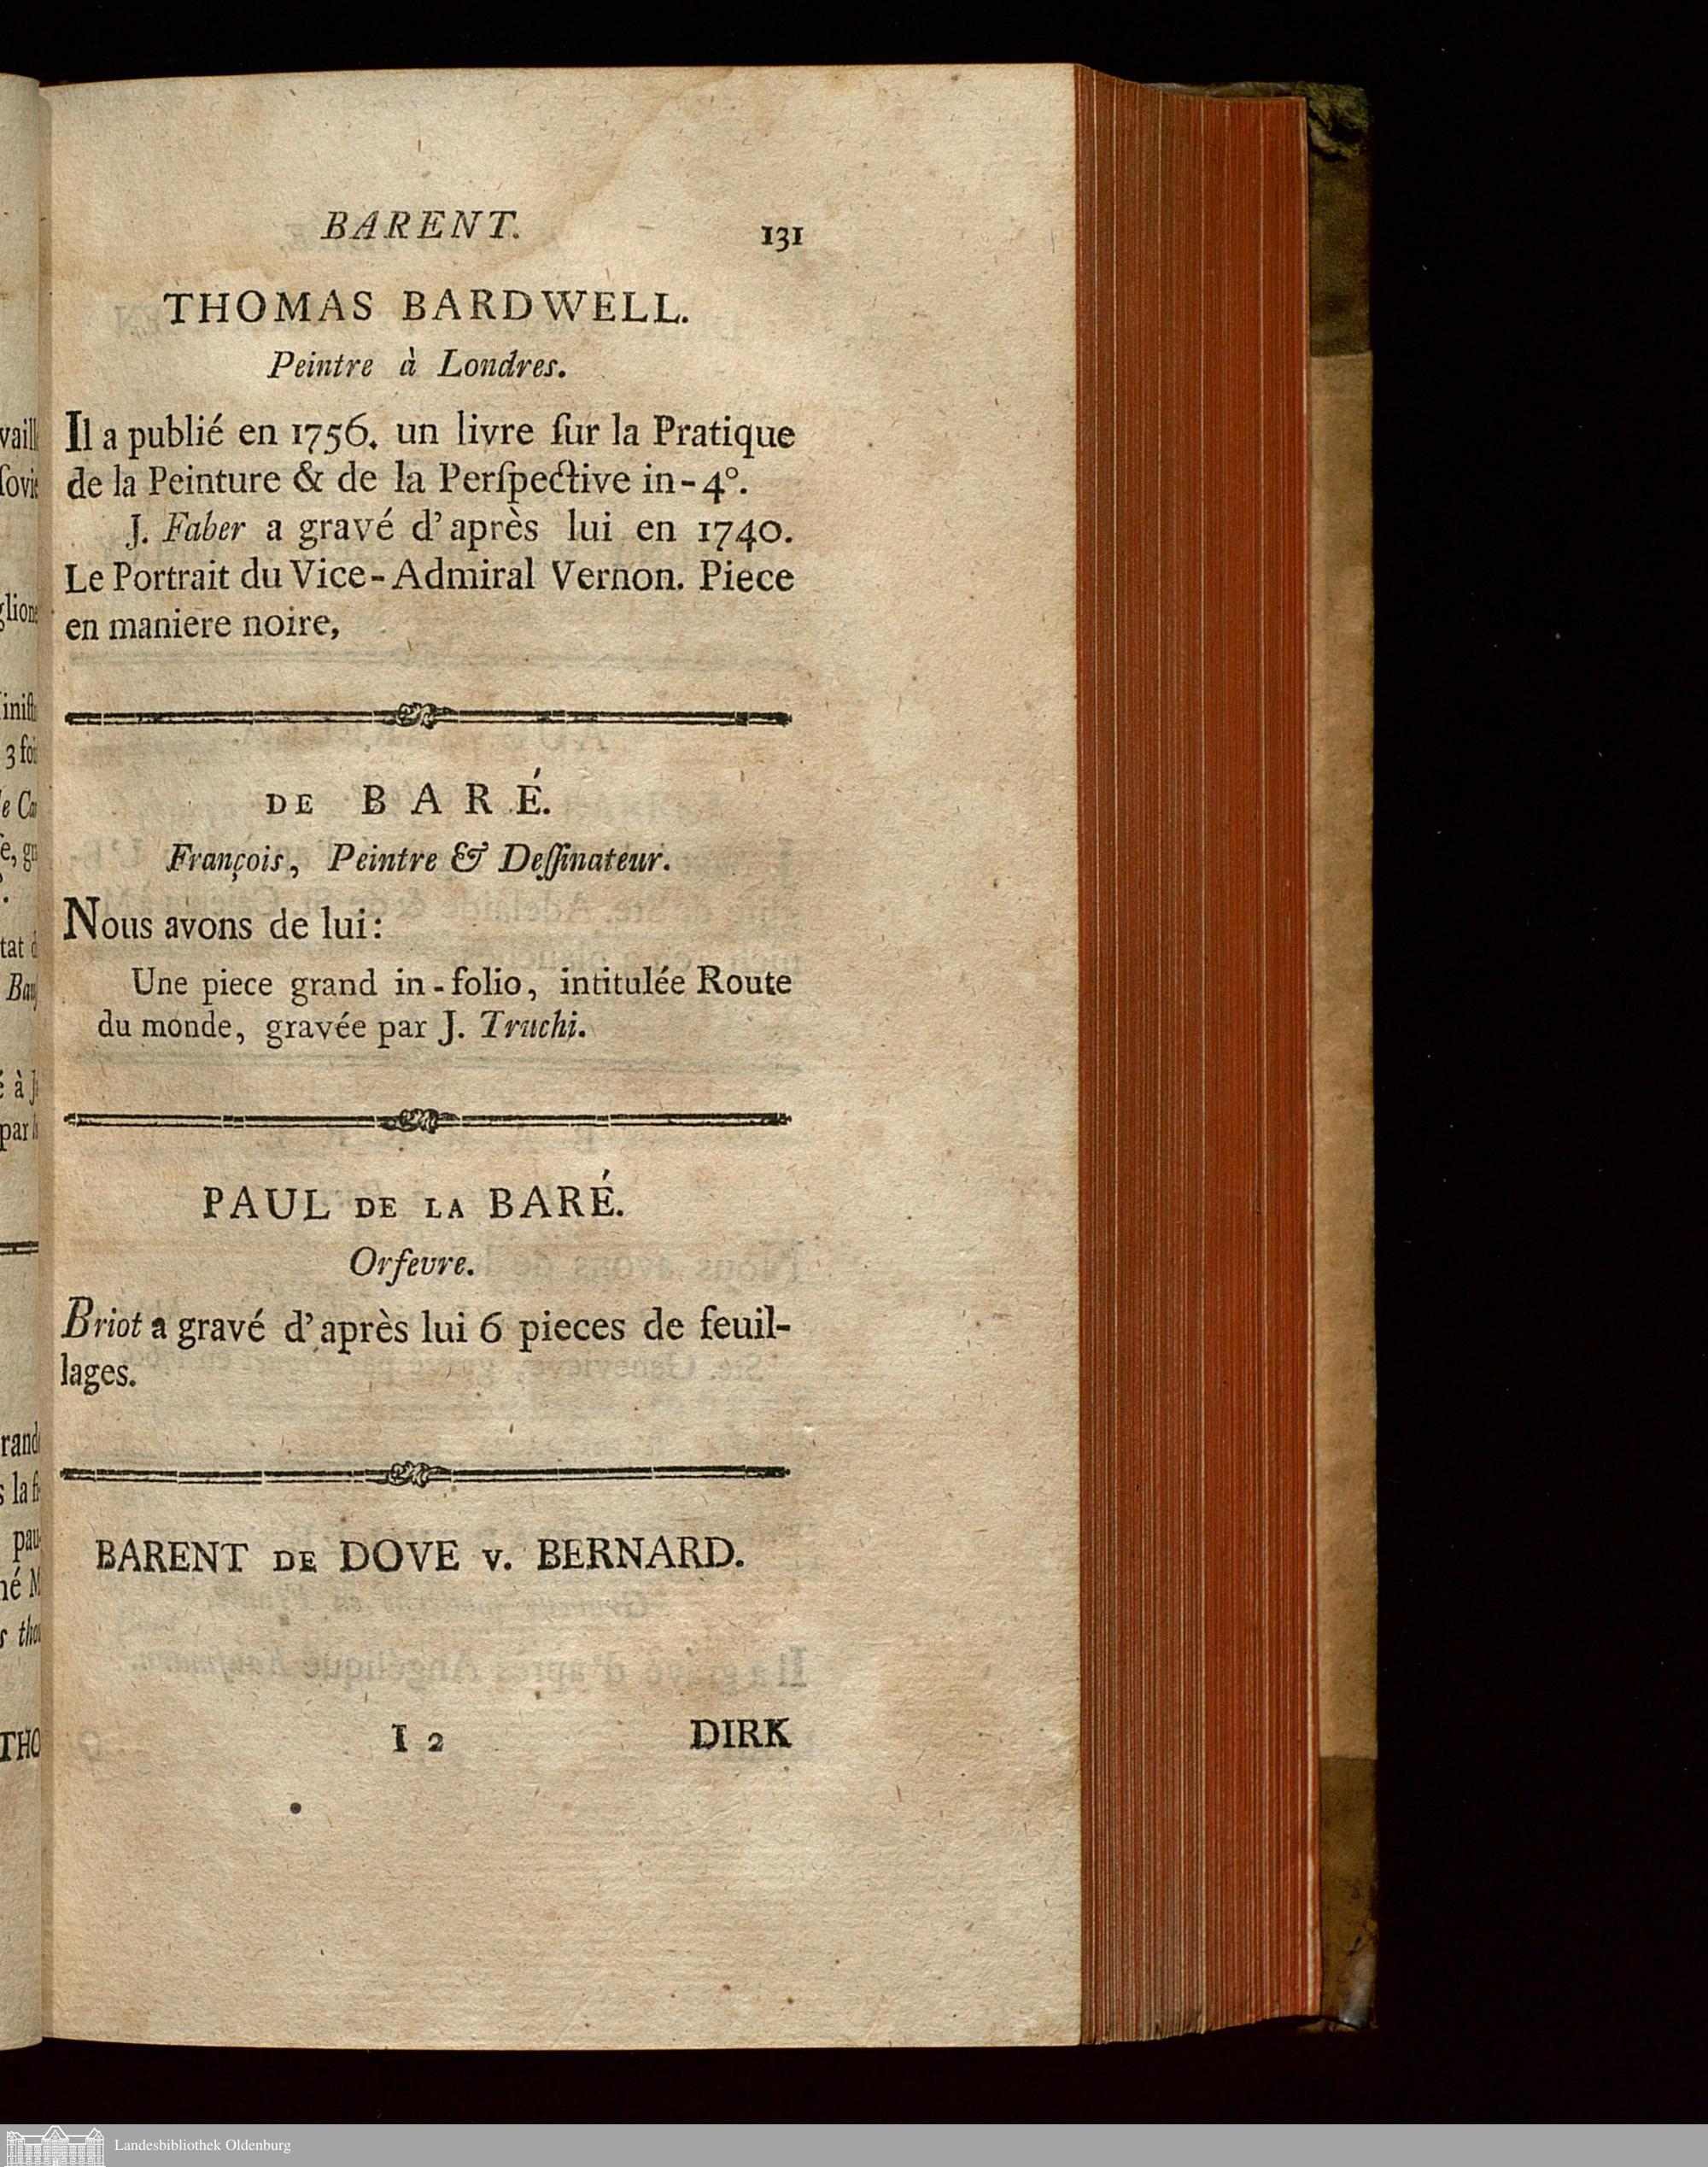 BARENT. 131
THOMAS BARDWELL.
Peintre à Londres.
Il a publié en 1756. un livre ſur la Pratique
de la Peinture & de la Perſpective in-4°.
J. Faber a gravé d'après lui en 1740.
Le Portrait du Vice-Admiral Vernon. Piece
en maniere noire,
DE BARÉ.
François, Peintre & Deſſinateur.
Nous avons de lui:
Une piece grand in-folio, intitulée Route
du monde, gravée par J. Truchi.
PAUL DE LA BARÉ.
Orfevre.
Briot a gravé d'après lui 6 pieces de feuil-
lages.
BARENT DE DOVE v. BERNARD.
I 2 DIRK
Landesbibliothek Oldenburg